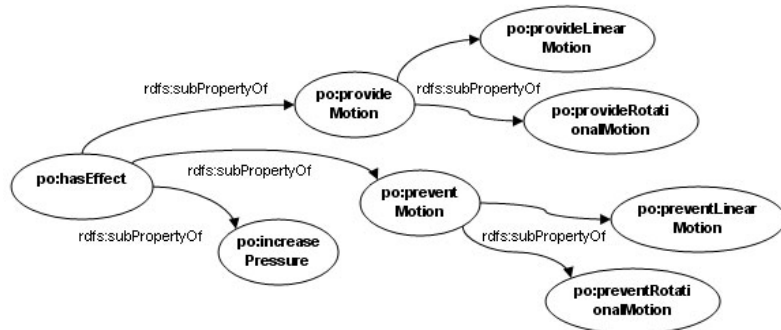 po:provideLinear
Motion
rdfs:subPropertyOf
po:provide
Motion
rdfs:subPropertyOf
po:provideRotati
onalMotion
po:hasEffect
rdfs:subPropertyOf
po:prevent
Motion
po:preventLinear
Motion
rdfs:subPropertyOf
po:increase
Pressure
rdfs:subPropertyOf
po:preventRotati
onalMotion